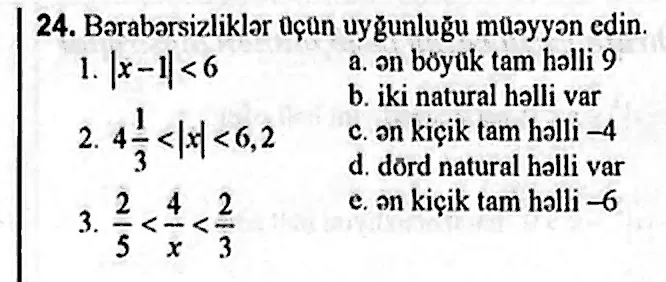 24. Bərabərsizliklər üçün uyğunluğu müəyyən edin.
1. |x−1| < 6
a. ən böyük tam həlli 9
b. iki natural həlli var
2. 4 1/3 < |x| < 6,2
c. ən kiçik tam həlli −4
d. dörd natural həlli var
3. 2/5 < 4/x < 2/3
e. ən kiçik tam həlli −6